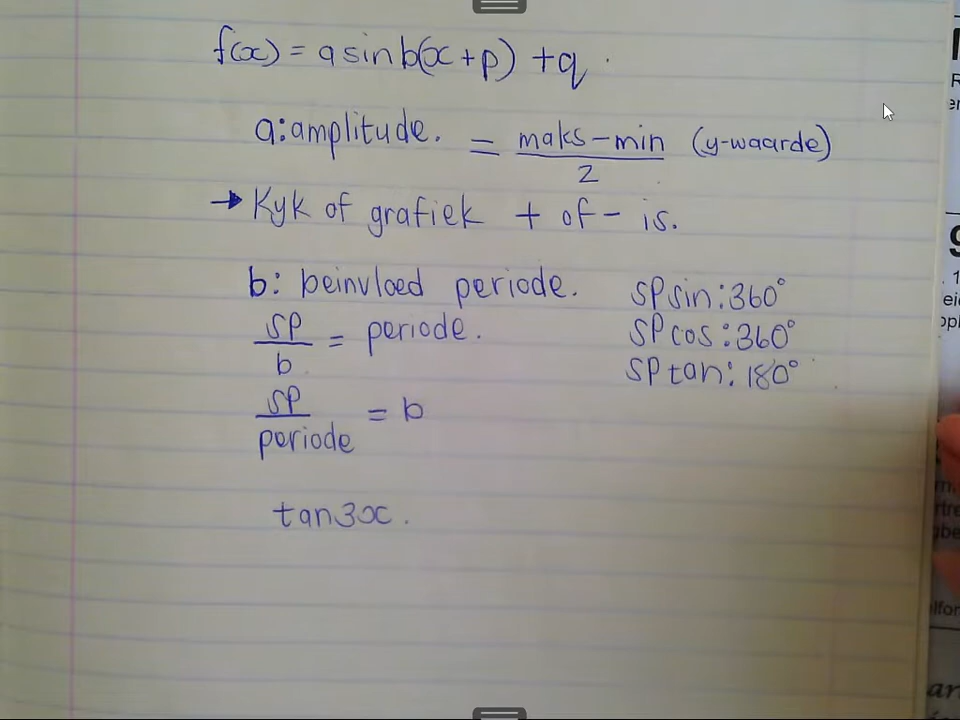 f(x) = a sin b(x + p) + q
a: amplitude. = maks - min / 2 (y-waarde)
→ Kyk of grafiek + of - is.
b: beinvloed periode.
SP / b = periode.
SP / periode = b
SP sin: 360°
SP cos: 360°
SP tan: 180°
tan 3x.